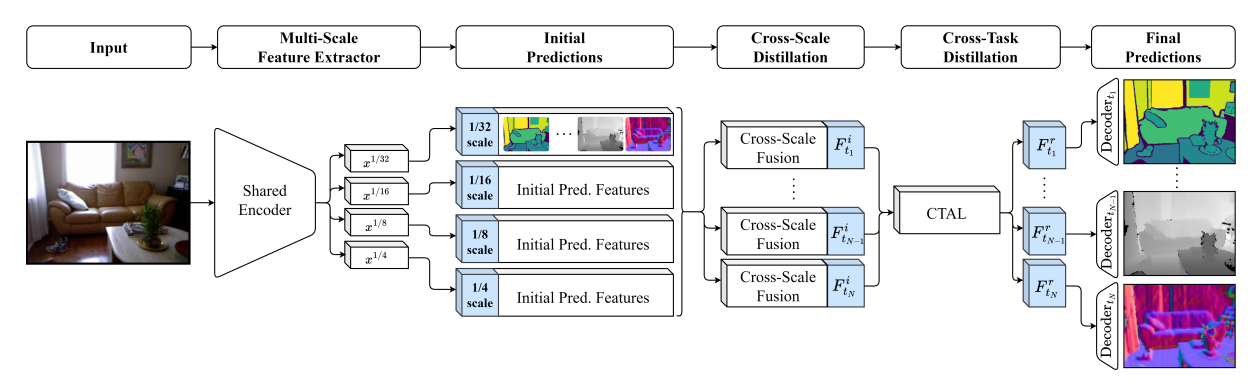 Input
Multi-Scale
Feature Extractor
Initial
Predictions
Cross-Scale
Distillation
Cross-Task
Distillation
Final
Predictions
Shared
Encoder
x^{1/32}
x^{1/16}
x^{1/8}
x^{1/4}
1/32
scale
...
1/16
scale
Initial Pred. Features
1/8
scale
Initial Pred. Features
1/4
scale
Initial Pred. Features
Cross-Scale
Fusion
F^i_{t_1}
Cross-Scale
Fusion
F^i_{t_{N-1}}
Cross-Scale
Fusion
F^i_{t_N}
CTAL
F^r_{t_1}
F^r_{t_{N-1}}
F^r_{t_N}
Decoder_{t_1}
Decoder_{t_{N-1}}
Decoder_{t_N}